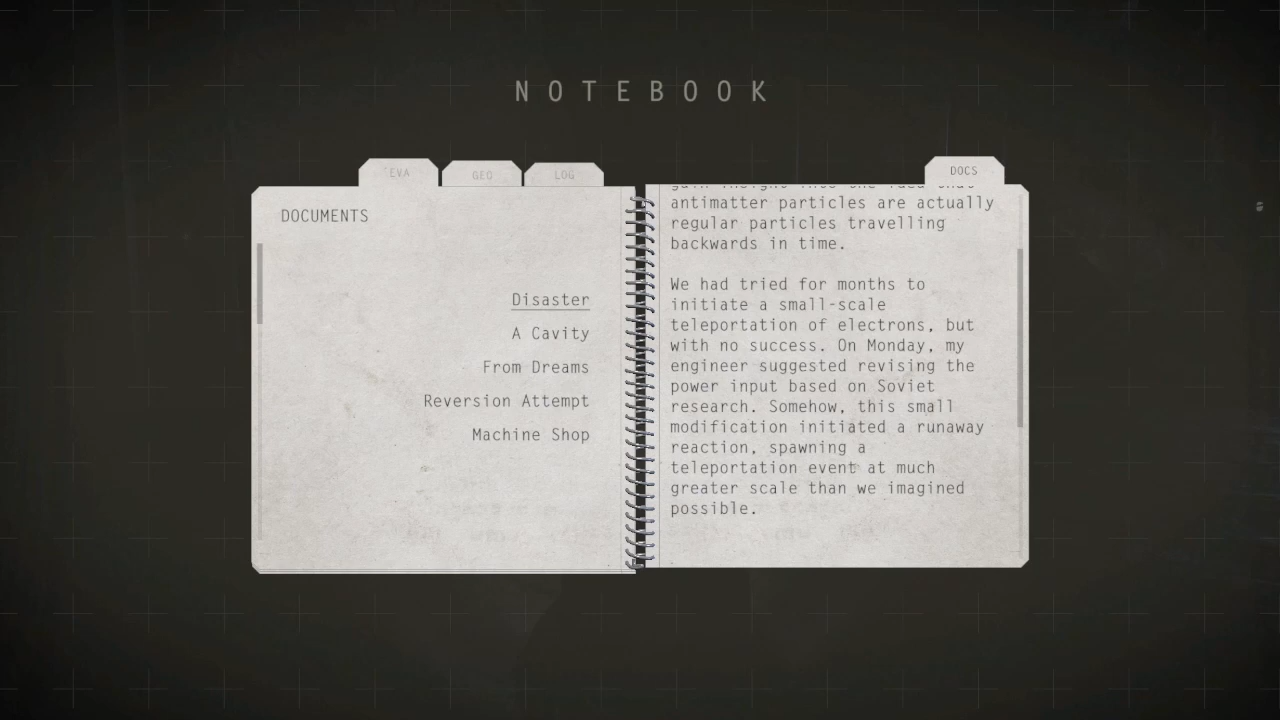 NOTEBOOK
EVA
GEO
LOG
DOCS
DOCUMENTS
Disaster
A Cavity
From Dreams
Reversion Attempt
Machine Shop
antimatter particles are actually
regular particles travelling
backwards in time.
We had tried for months to
initiate a small-scale
teleportation of electrons, but
with no success. On Monday, my
engineer suggested revising the
power input based on Soviet
research. Somehow, this small
modification initiated a runaway
reaction, spawning a
teleportation event at much
greater scale than we imagined
possible.